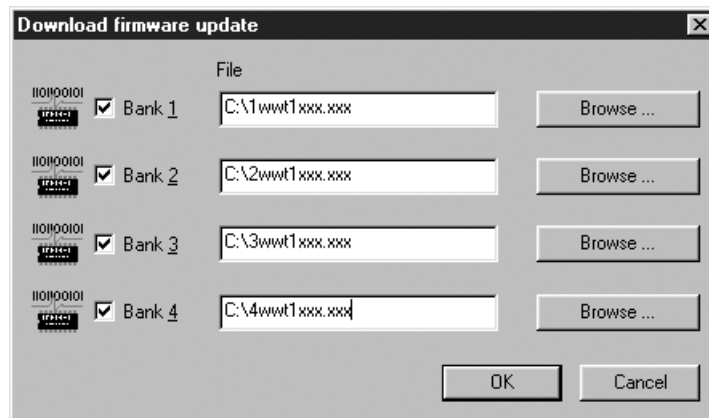 Download firmware update
File
Bank 1 C:\1wwt1xxx.xxx Browse ...
Bank 2 C:\2wwt1xxx.xxx Browse ...
Bank 3 C:\3wwt1xxx.xxx Browse ...
Bank 4 C:\4wwt1xxx.xxx Browse ...
OK Cancel